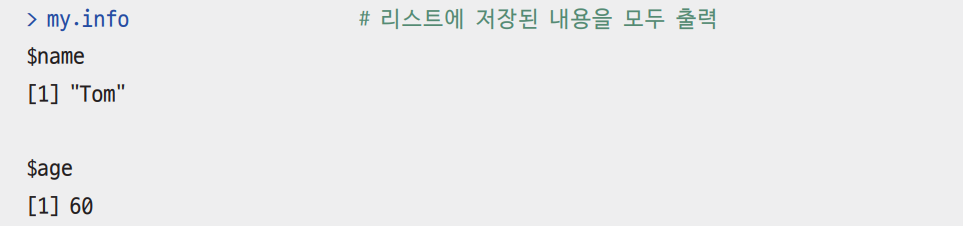 > my.info # 리스트에 저장된 내용을 모두 출력
$name
[1] "Tom"
$age
[1] 60